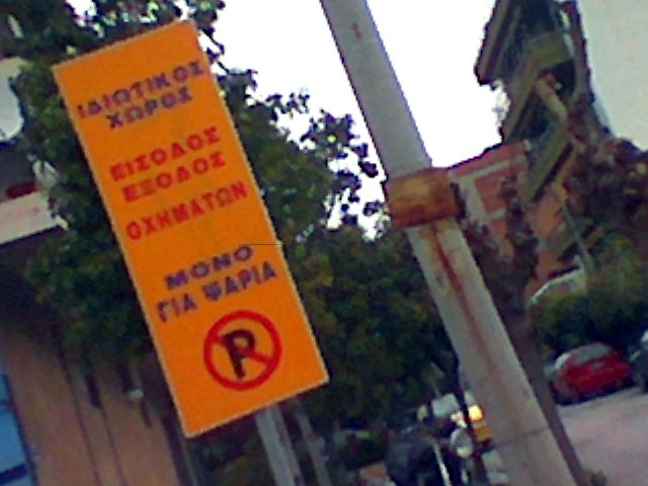 ΙΔΙΩΤΙΚΟΣ
ΧΩΡΟΣ
ΕΙΣΟΔΟΣ
ΕΞΟΔΟΣ
ΟΧΗΜΑΤΩΝ
ΜΟΝΟ
ΓΙΑ ΨΑΡΙΑ
P